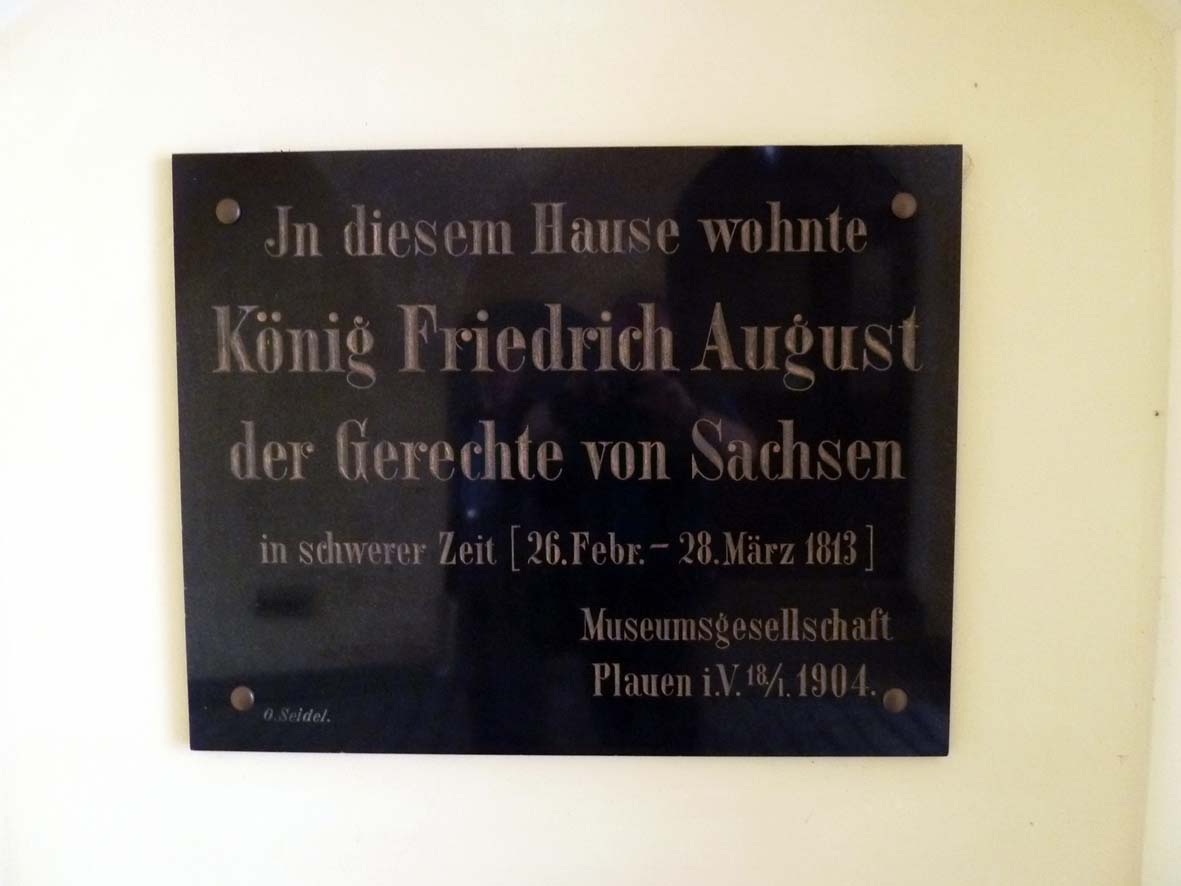 Jn diesem Hause wohnte
König Friedrich August
der Gerechte von Sachsen
in schwerer Zeit [26.Febr. – 28.März 1813]
Museumsgesellschaft
Plauen i.V. 18./1. 1904.
O.Seidel.